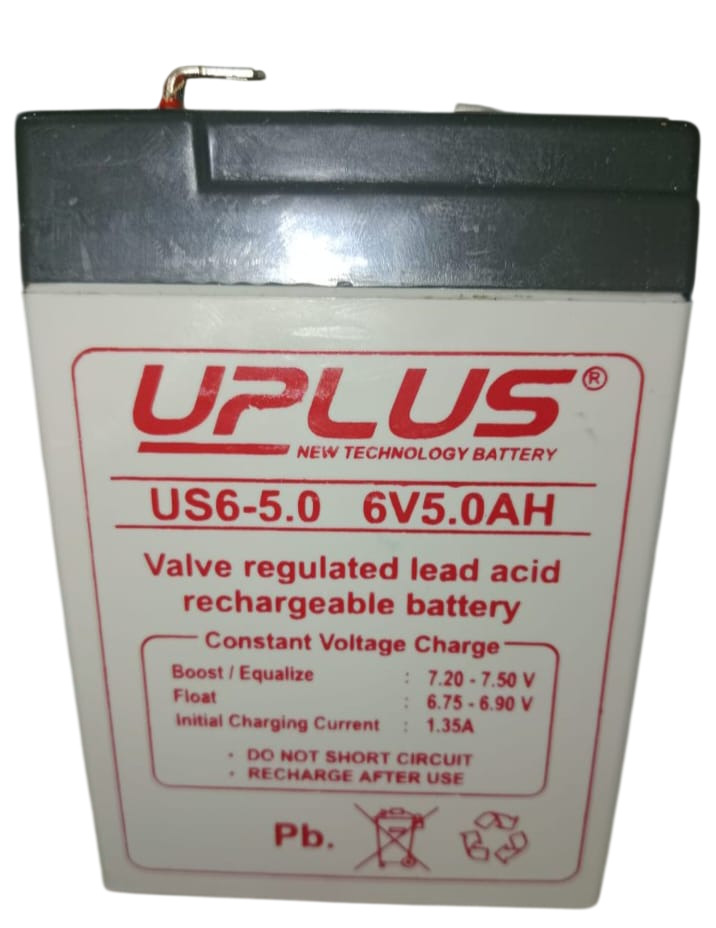 UPLUS®
NEW TECHNOLOGY BATTERY
US6-5.0 6V5.0AH
Valve regulated lead acid
rechargeable battery
Constant Voltage Charge
Boost / Equalize : 7.20 - 7.50 V
Float : 6.75 - 6.90 V
Initial Charging Current : 1.35A
· DO NOT SHORT CIRCUIT
· RECHARGE AFTER USE
Pb.